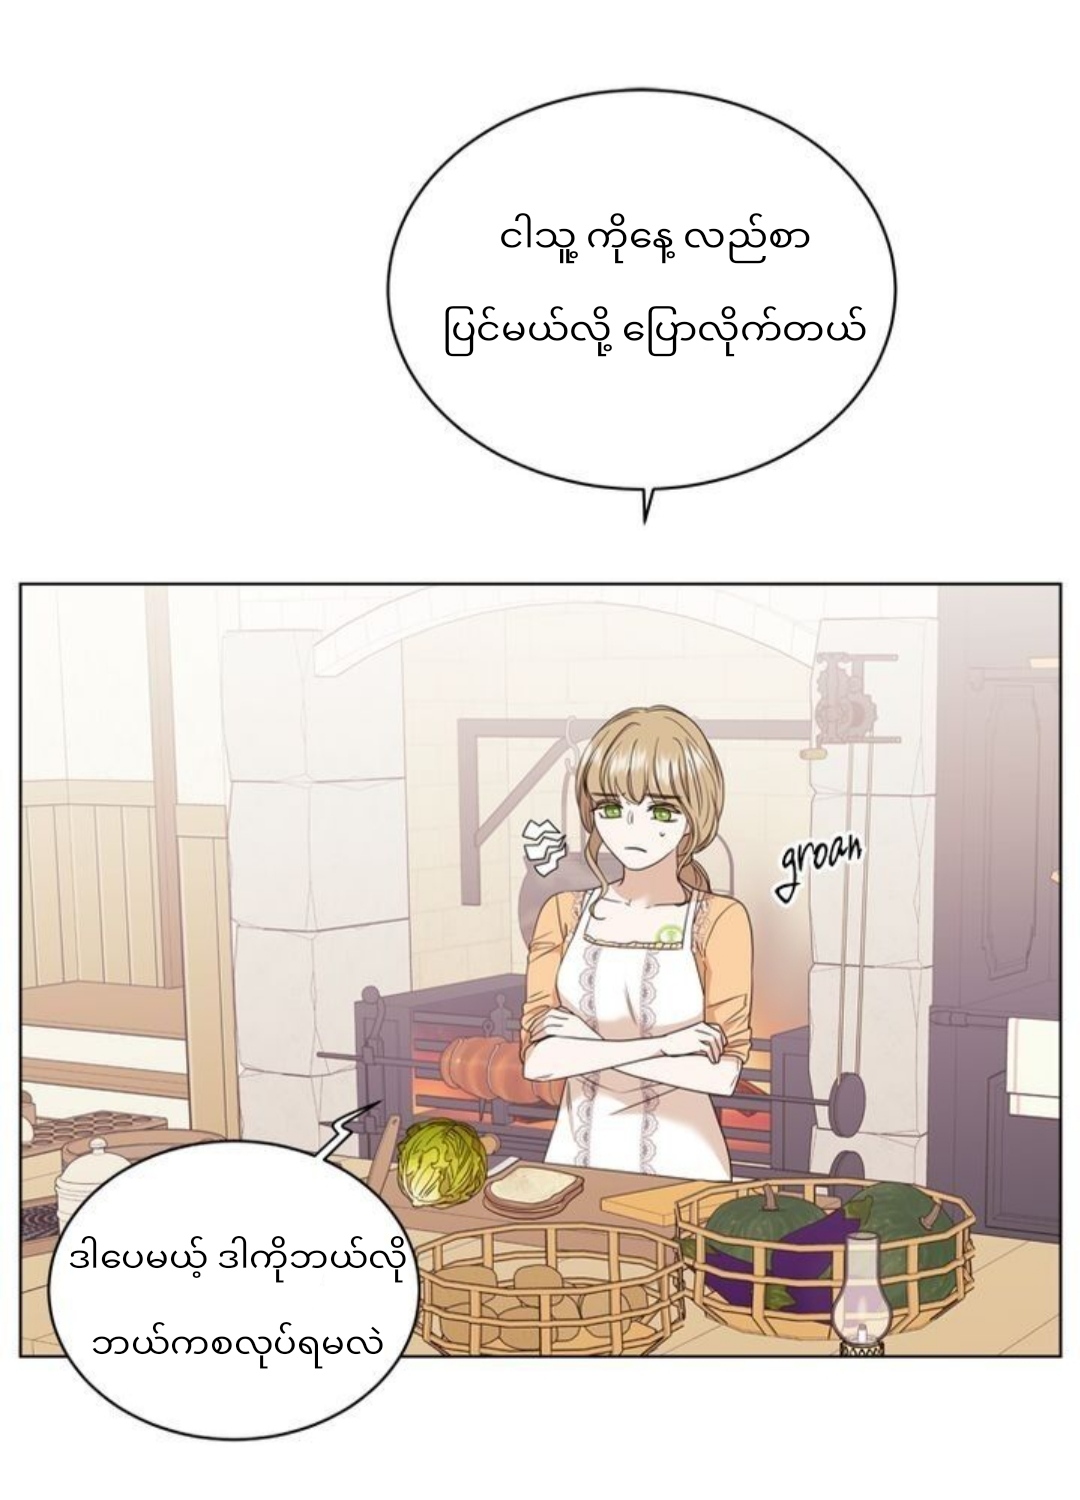 ငါသူ့ ကိုနေ့ လည်စာ
ပြင်မယ်လို့ ပြောလိုက်တယ်
groan
ဒါပေမယ့် ဒါကိုဘယ်လို
ဘယ်ကစလုပ်ရမလဲ